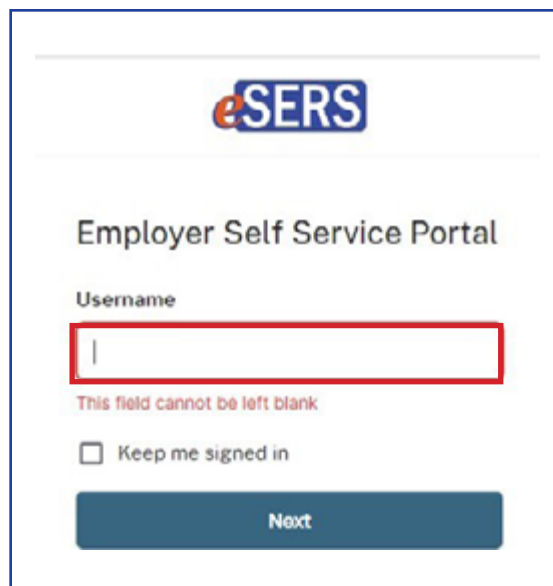 eSERS
Employer Self Service Portal
Username
This field cannot be left blank
Keep me signed in
Next